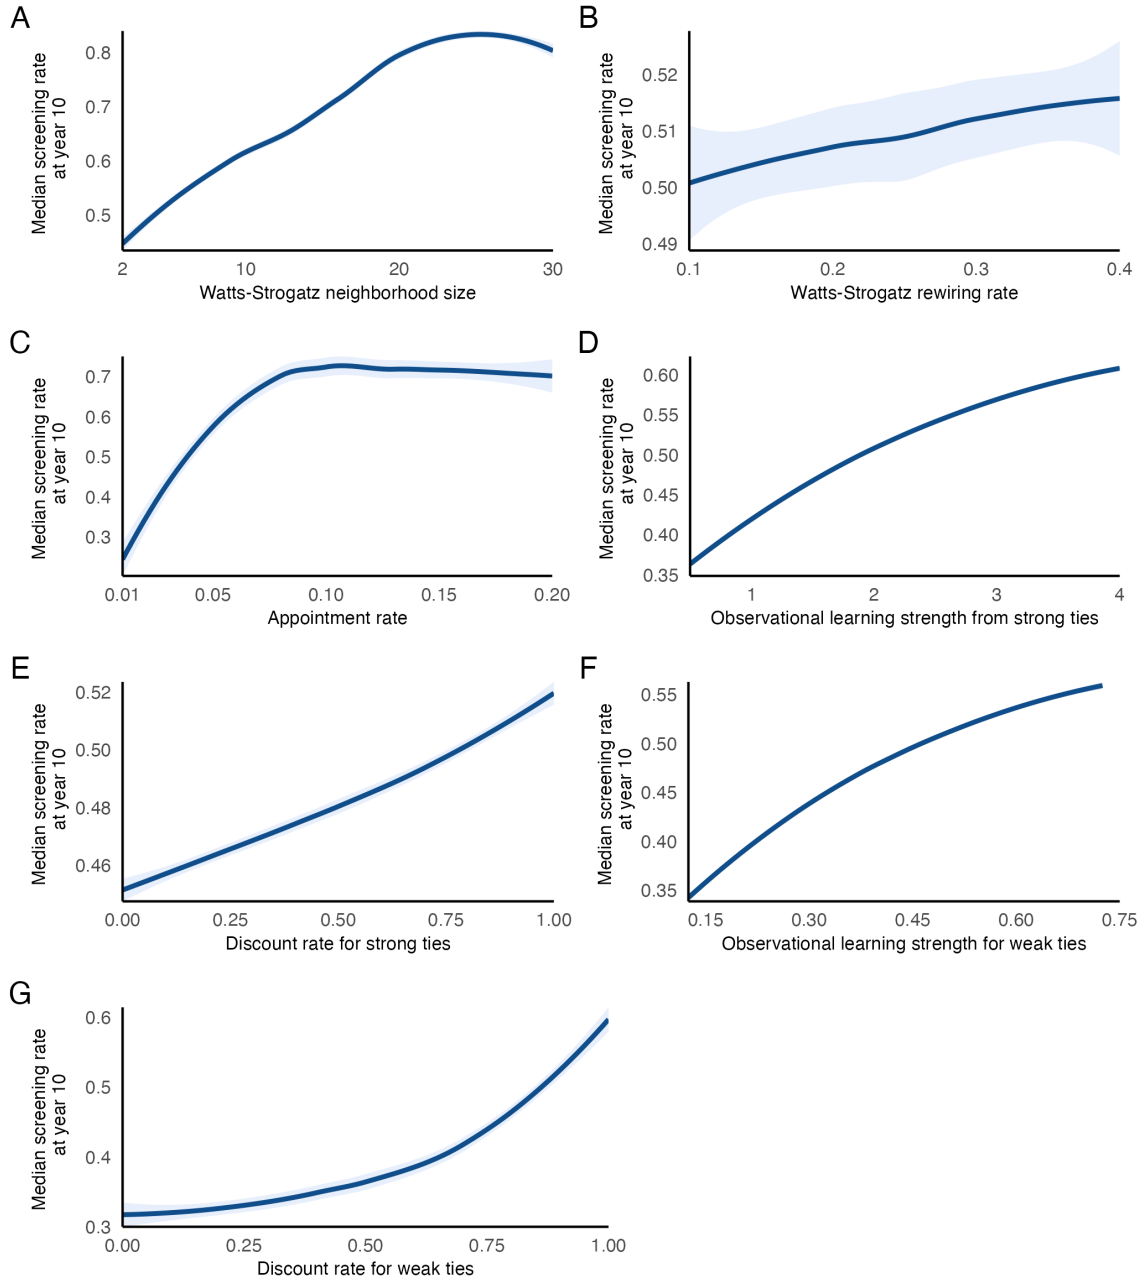 A
Median screening rate
at year 10
0.8
0.7
0.6
0.5
2 10 20 30
Watts-Strogatz neighborhood size
B
Median screening rate
at year 10
0.52
0.51
0.50
0.49
0.1 0.2 0.3 0.4
Watts-Strogatz rewiring rate
C
Median screening rate
at year 10
0.7
0.6
0.5
0.4
0.3
0.01 0.05 0.10 0.15 0.20
Appointment rate
D
Median screening rate
at year 10
0.60
0.55
0.50
0.45
0.40
0.35
1 2 3 4
Observational learning strength from strong ties
E
Median screening rate
at year 10
0.52
0.50
0.48
0.46
0.00 0.25 0.50 0.75 1.00
Discount rate for strong ties
F
Median screening rate
at year 10
0.55
0.50
0.45
0.40
0.35
0.15 0.30 0.45 0.60 0.75
Observational learning strength for weak ties
G
Median screening rate
at year 10
0.6
0.5
0.4
0.3
0.00 0.25 0.50 0.75 1.00
Discount rate for weak ties